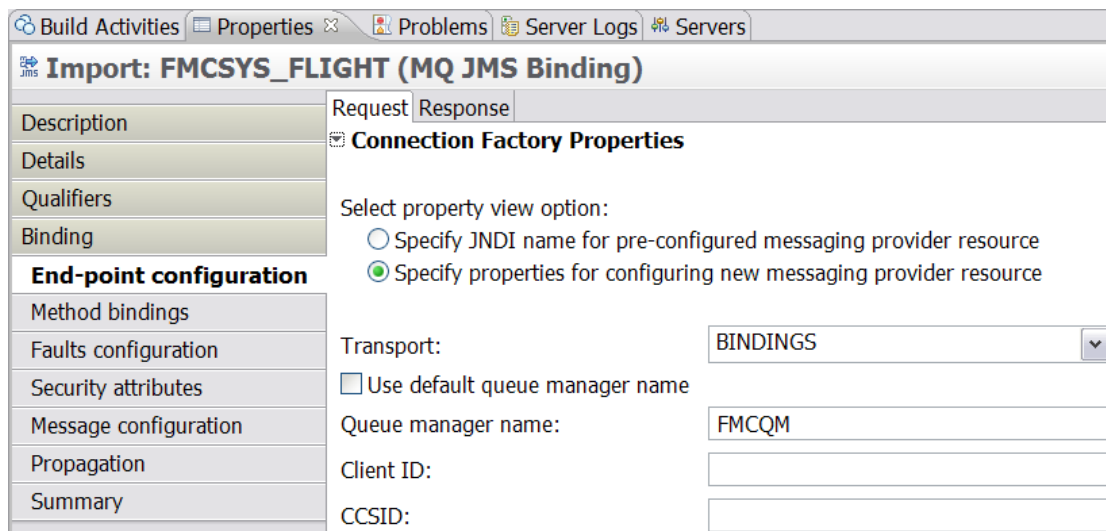 Build Activities Properties Problems Server Logs Servers
JMS Import: FMCSYS_FLIGHT (MQ JMS Binding)
Description
Details
Qualifiers
Binding
End-point configuration
Method bindings
Faults configuration
Security attributes
Message configuration
Propagation
Summary
Request Response
Connection Factory Properties
Select property view option:
Specify JNDI name for pre-configured messaging provider resource
Specify properties for configuring new messaging provider resource
Transport: BINDINGS
Use default queue manager name
Queue manager name: FMCQM
Client ID:
CCSID: